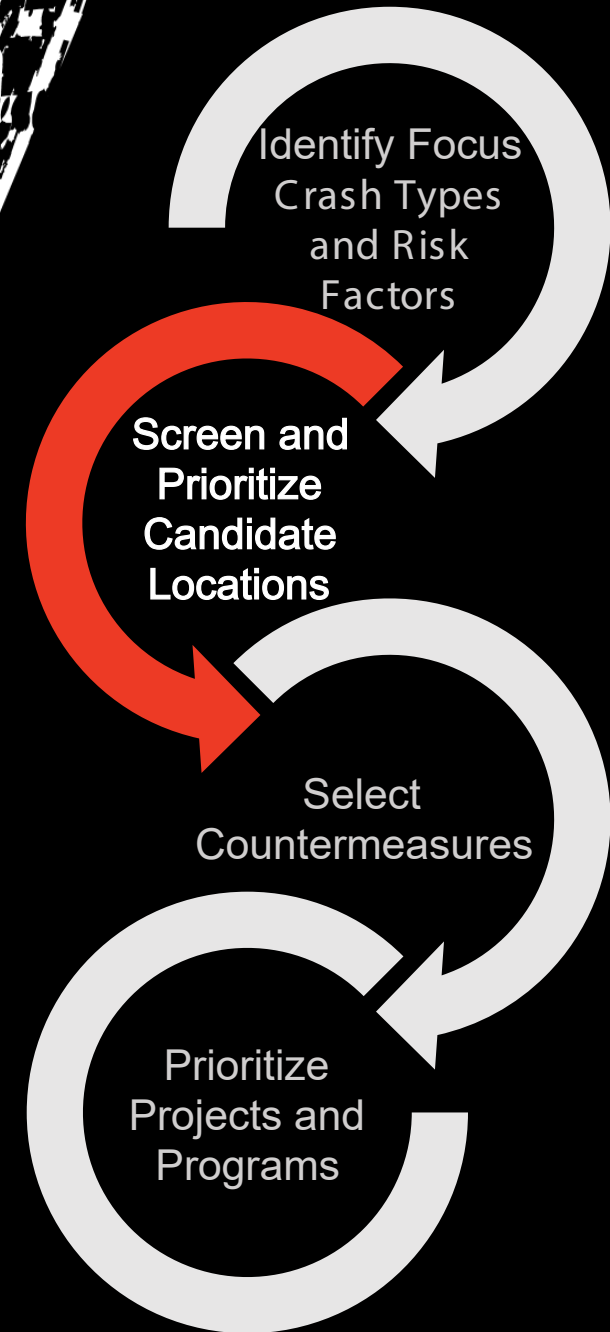 Identify Focus
Crash Types
and Risk
Factors
Screen and
Prioritize
Candidate
Locations
Select
Countermeasures
Prioritize
Projects and
Programs